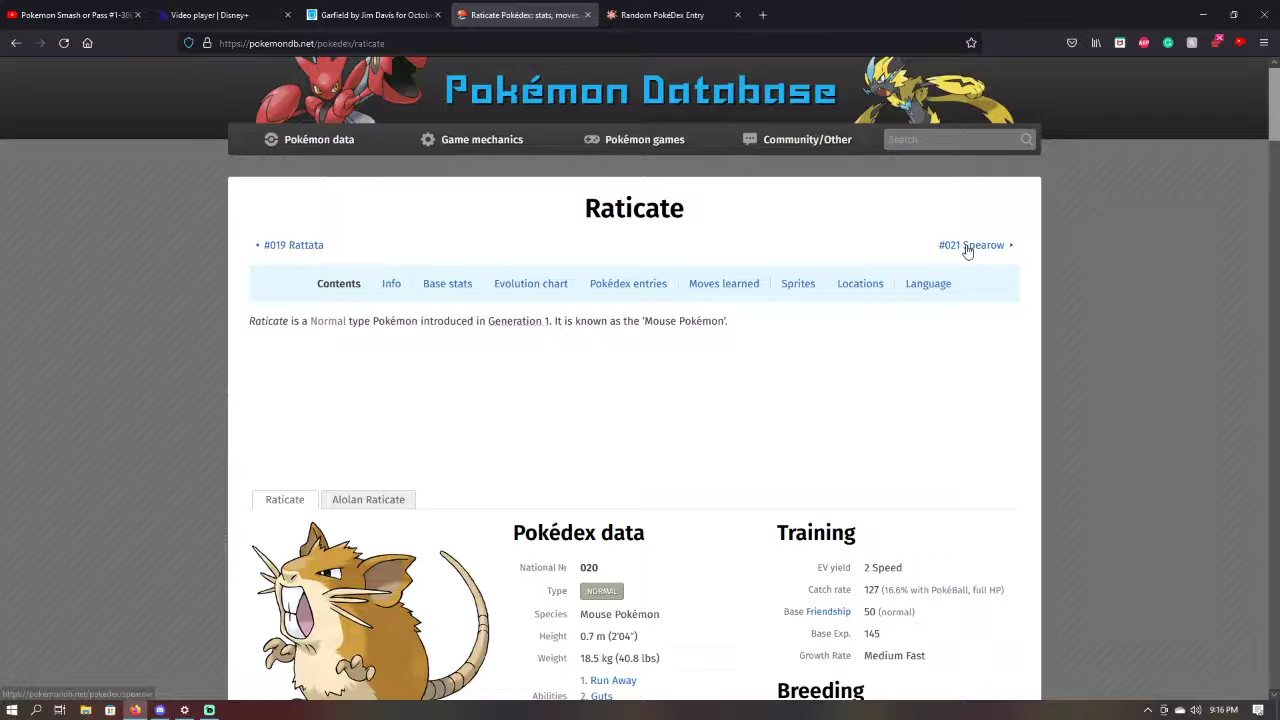 Pokemon Smash or Pass #1-386
Video player | Disney+
Garfield by Jim Davis for October
Raticate Pokédex: stats, moves,
Random PokéDex Entry
https://pokemondb.net/pokedex/raticate
Pokémon Database
Pokémon data
Game mechanics
Pokémon games
Community/Other
Search
Raticate
#019 Rattata
#021 Spearow
Contents Info Base stats Evolution chart Pokédex entries Moves learned Sprites Locations Language
Raticate is a Normal type Pokémon introduced in Generation 1. It is known as the ‘Mouse Pokémon’.
Raticate
Alolan Raticate
Pokédex data
National № 020
Type NORMAL
Species Mouse Pokémon
Height 0.7 m (2′04″)
Weight 18.5 kg (40.8 lbs)
1. Run Away
Abilities 2. Guts
Training
EV yield 2 Speed
Catch rate 127 (16.6% with PokéBall, full HP)
Base Friendship 50 (normal)
Base Exp. 145
Growth Rate Medium Fast
Breeding
https://pokemondb.net/pokedex/spearow
9:16 PM